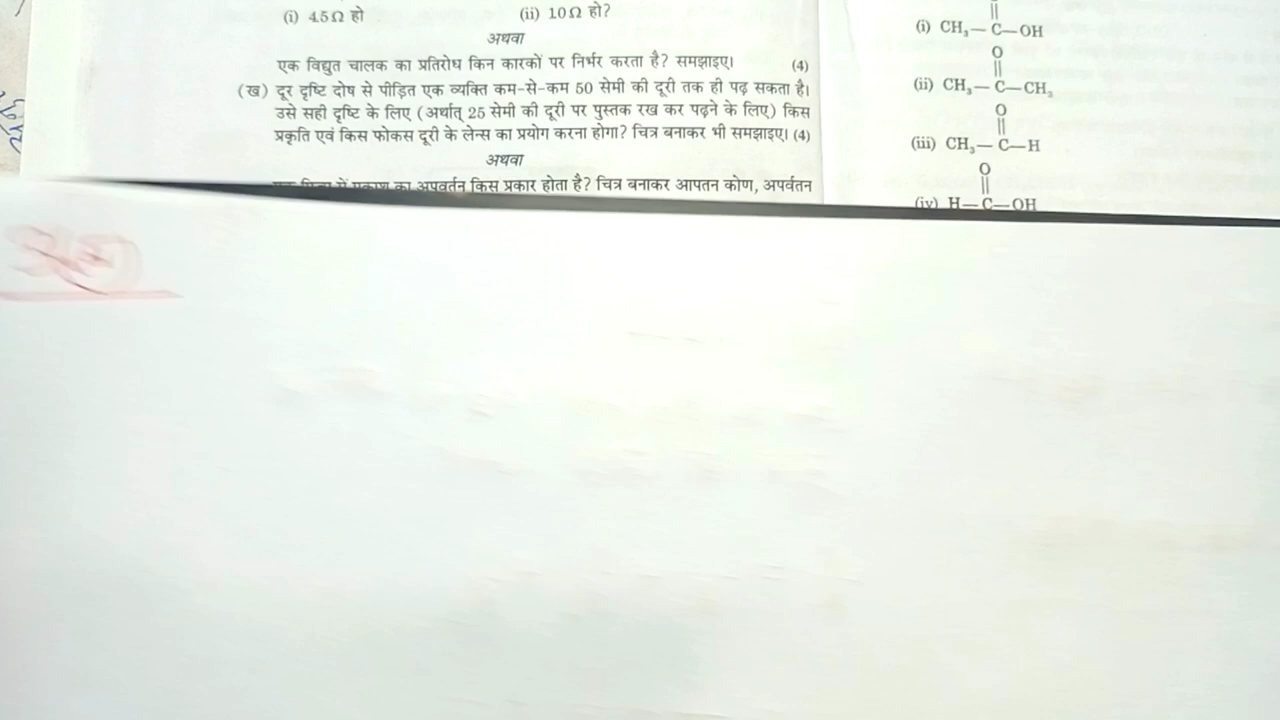 (i) 4.5Ω हो (ii) 10Ω हो?
अथवा
एक विद्युत चालक का प्रतिरोध किन कारकों पर निर्भर करता है? समझाइए। (4)
(ख) दूर दृष्टि दोष से पीड़ित एक व्यक्ति कम-से-कम 50 सेमी की दूरी तक ही पढ़ सकता है।
उसे सही दृष्टि के लिए (अर्थात् 25 सेमी की दूरी पर पुस्तक रख कर पढ़ने के लिए) किस
प्रकृति एवं किस फोकस दूरी के लेन्स का प्रयोग करना होगा? चित्र बनाकर भी समझाइए। (4)
अथवा
में प्रकाश का अपवर्तन किस प्रकार होता है? चित्र बनाकर आपतन कोण, अपर्वतन
(i) CH₃—C—OH
O
(ii) CH₃—C—CH₃
O
(iii) CH₃—C—H
O
(iv) H—C—OH